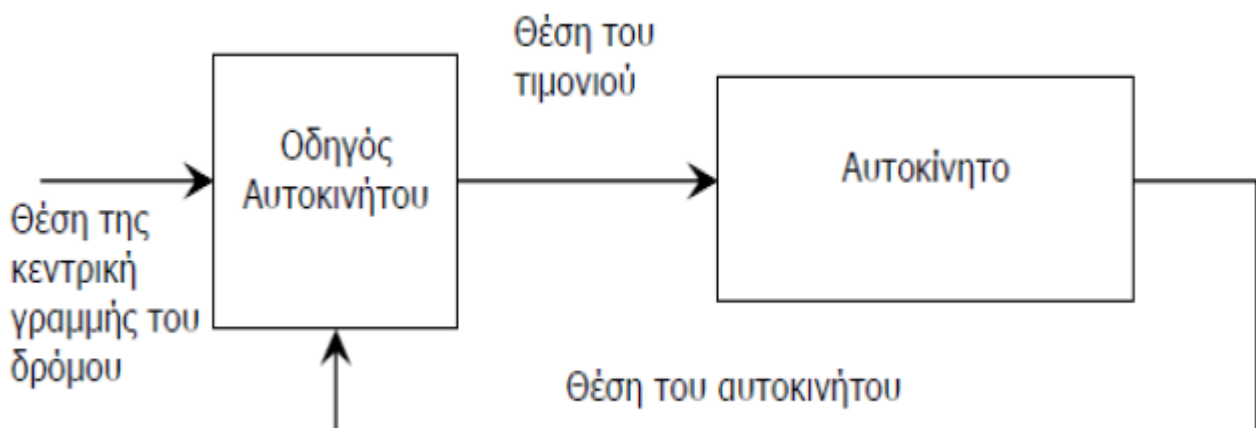 Θέση του
τιμονιού
Οδηγός
Αυτοκινήτου
Αυτοκίνητο
Θέση της
κεντρική
γραμμής του
δρόμου
Θέση του αυτοκινήτου